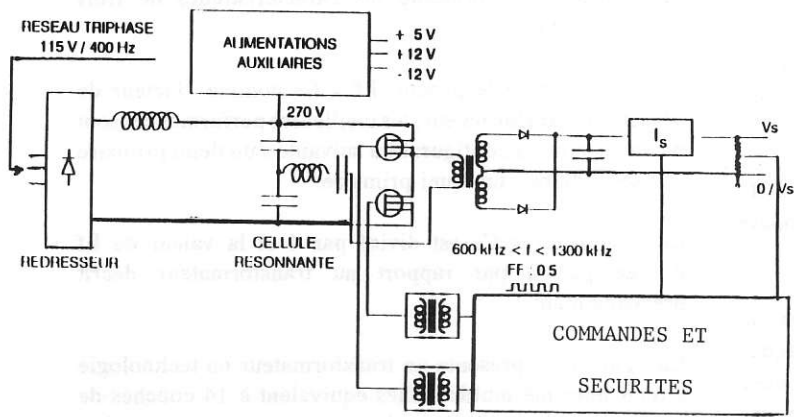 RESEAU TRIPHASE
115 V / 400 Hz
ALIMENTATIONS
AUXILIAIRES
+ 5 V
+ 12 V
- 12 V
270 V
I_S
Vs
0 / Vs
REDRESSEUR
CELLULE
RESONNANTE
600 kHz < f < 1300 kHz
FF : 0 5
COMMANDES ET
SECURITES